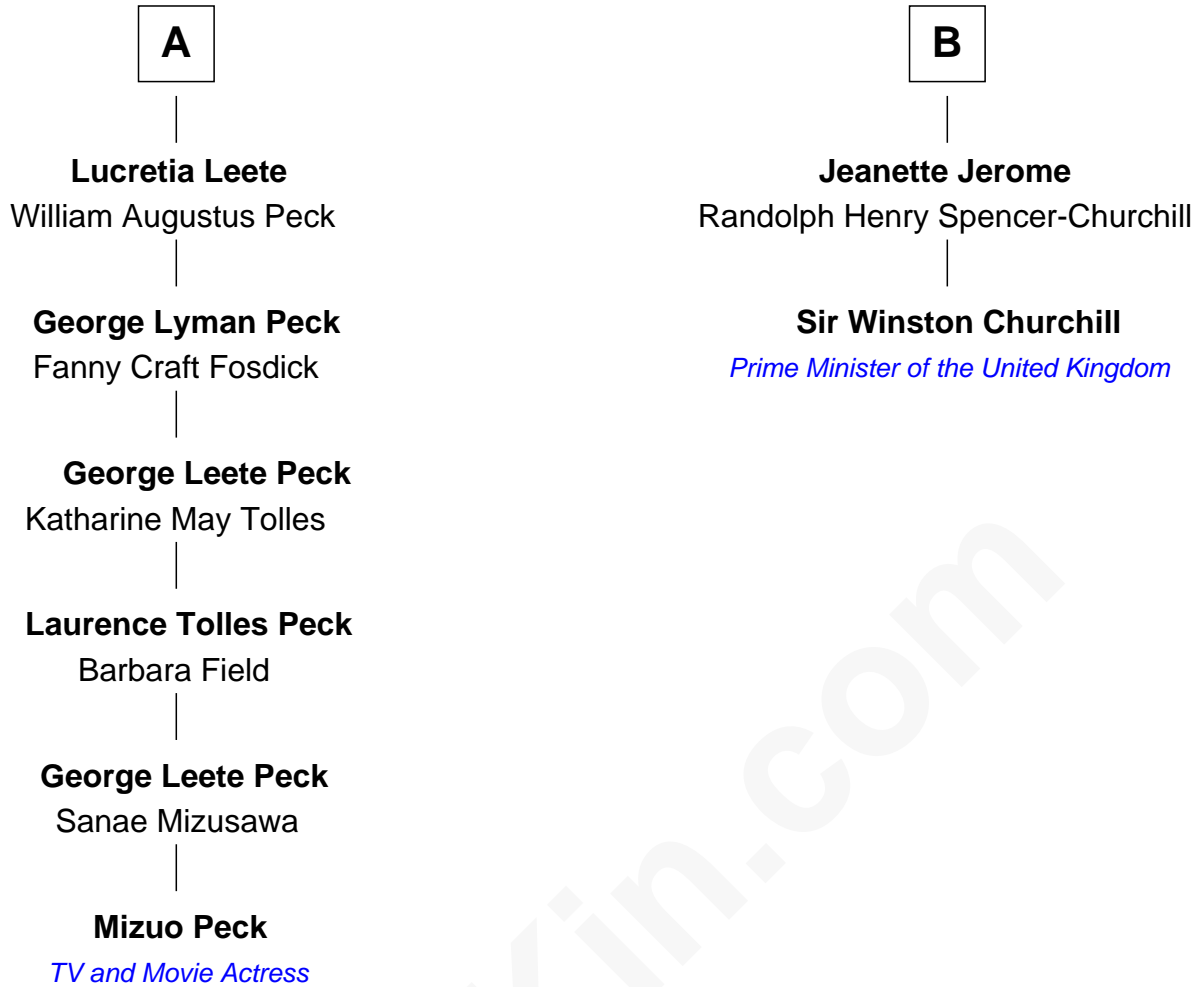 A
Lucretia Leete
William Augustus Peck
George Lyman Peck
Fanny Craft Fosdick
George Leete Peck
Katharine May Tolles
Laurence Tolles Peck
Barbara Field
George Leete Peck
Sanae Mizusawa
Mizuo Peck
TV and Movie Actress
B
Jeanette Jerome
Randolph Henry Spencer-Churchill
Sir Winston Churchill
Prime Minister of the United Kingdom
Kin.com